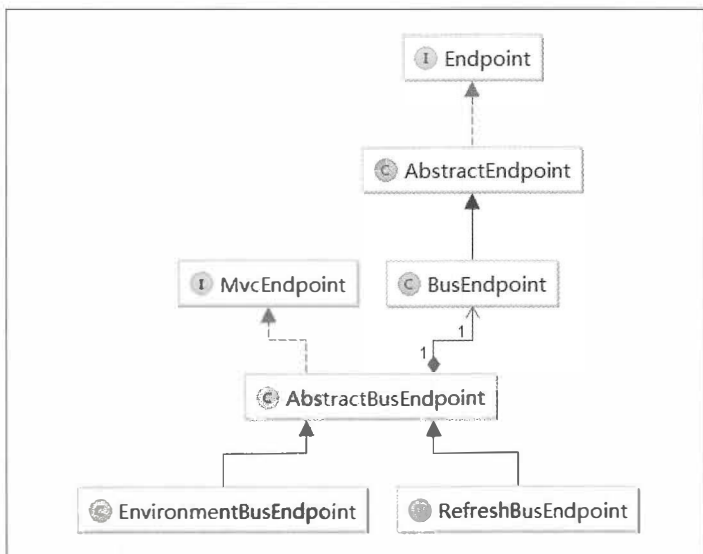 I Endpoint
C AbstractEndpoint
I MvcEndpoint
C BusEndpoint
1
1
C AbstractBusEndpoint
EnvironmentBusEndpoint
RefreshBusEndpoint